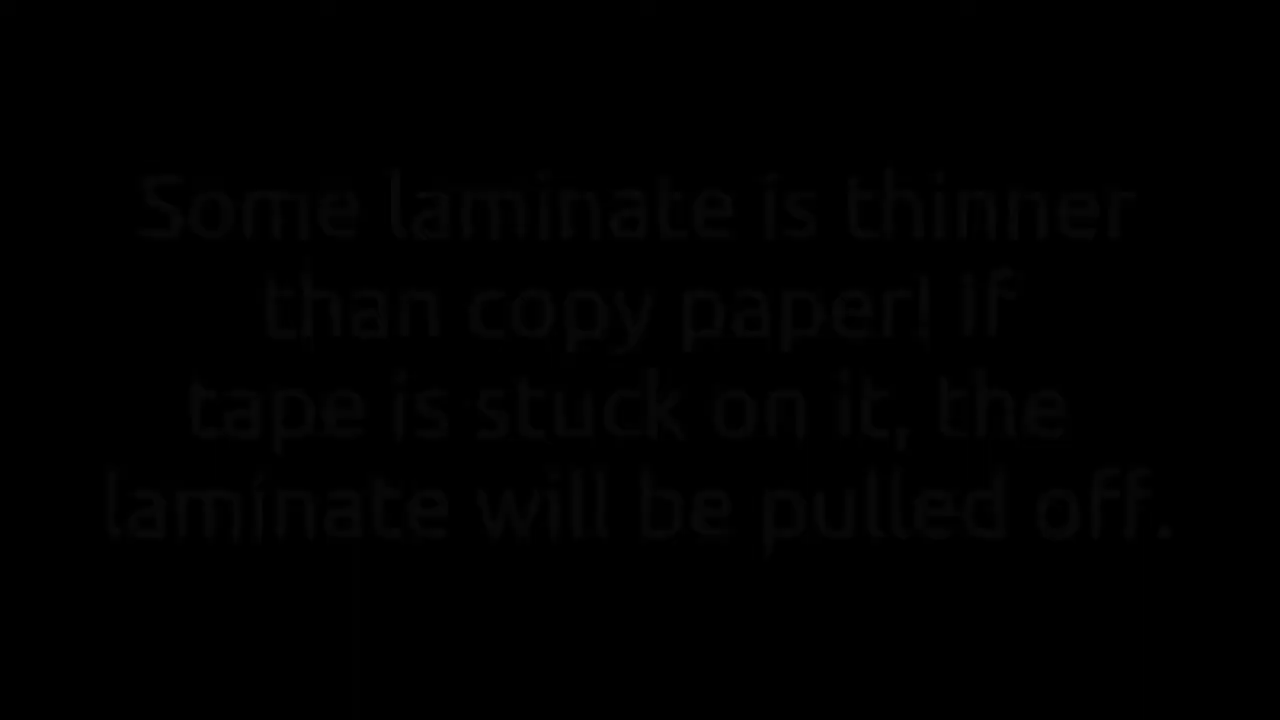 Some laminate is thinner
than copy paper! If
tape is stuck on it, the
laminate will be pulled off.